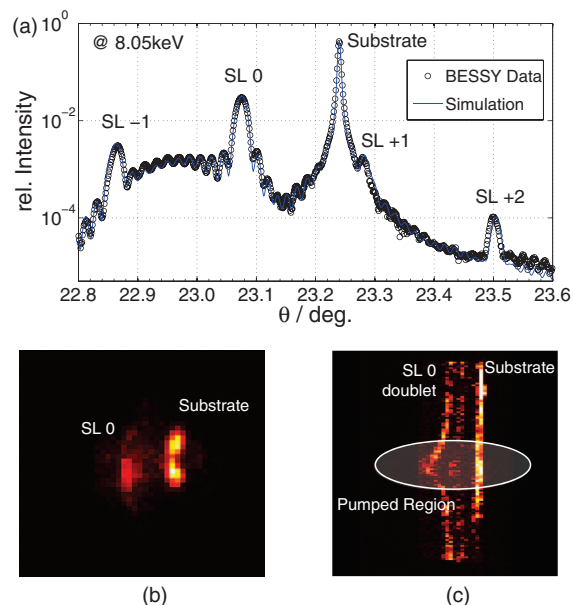 (a)
@ 8.05keV
Substrate
BESSY Data
Simulation
SL 0
SL −1
SL +1
SL +2
rel. Intensity
10^0
10^−2
10^−4
22.8 22.9 23.0 23.1 23.2 23.3 23.4 23.5 23.6
θ / deg.
SL 0
Substrate
(b)
SL 0
doublet
Substrate
Pumped Region
(c)